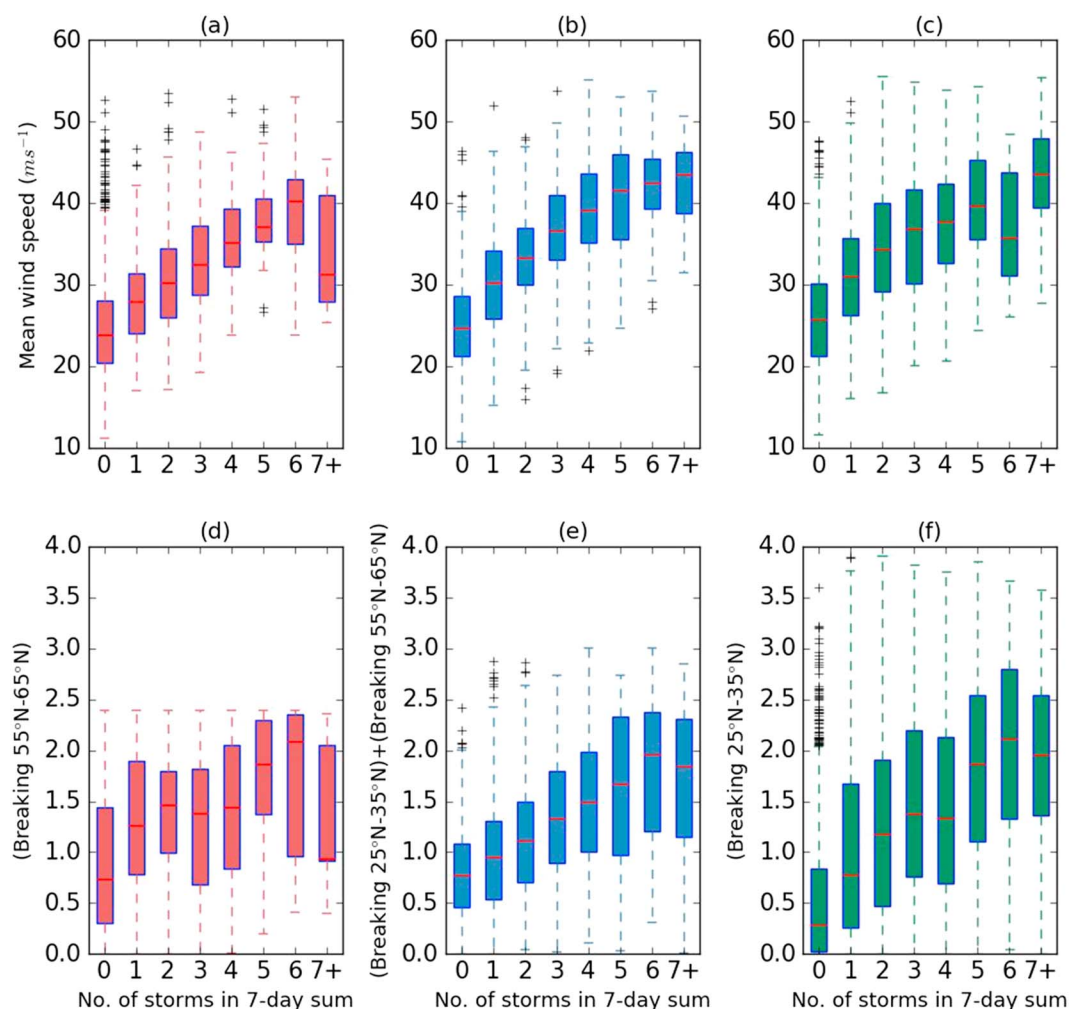 (a) (b) (c)
60 60 60
50 50 50
40 40 40
30 30 30
20 20 20
10 10 10
Mean wind speed (ms⁻¹)
0 1 2 3 4 5 6 7+ 0 1 2 3 4 5 6 7+ 0 1 2 3 4 5 6 7+
(d) (e) (f)
4.0 4.0 4.0
3.5 3.5 3.5
3.0 3.0 3.0
2.5 2.5 2.5
2.0 2.0 2.0
1.5 1.5 1.5
1.0 1.0 1.0
0.5 0.5 0.5
0.0 0.0 0.0
(Breaking 55°N-65°N)
(Breaking 25°N-35°N)+(Breaking 55°N-65°N)
(Breaking 25°N-35°N)
0 1 2 3 4 5 6 7+ 0 1 2 3 4 5 6 7+ 0 1 2 3 4 5 6 7+
No. of storms in 7-day sum No. of storms in 7-day sum No. of storms in 7-day sum